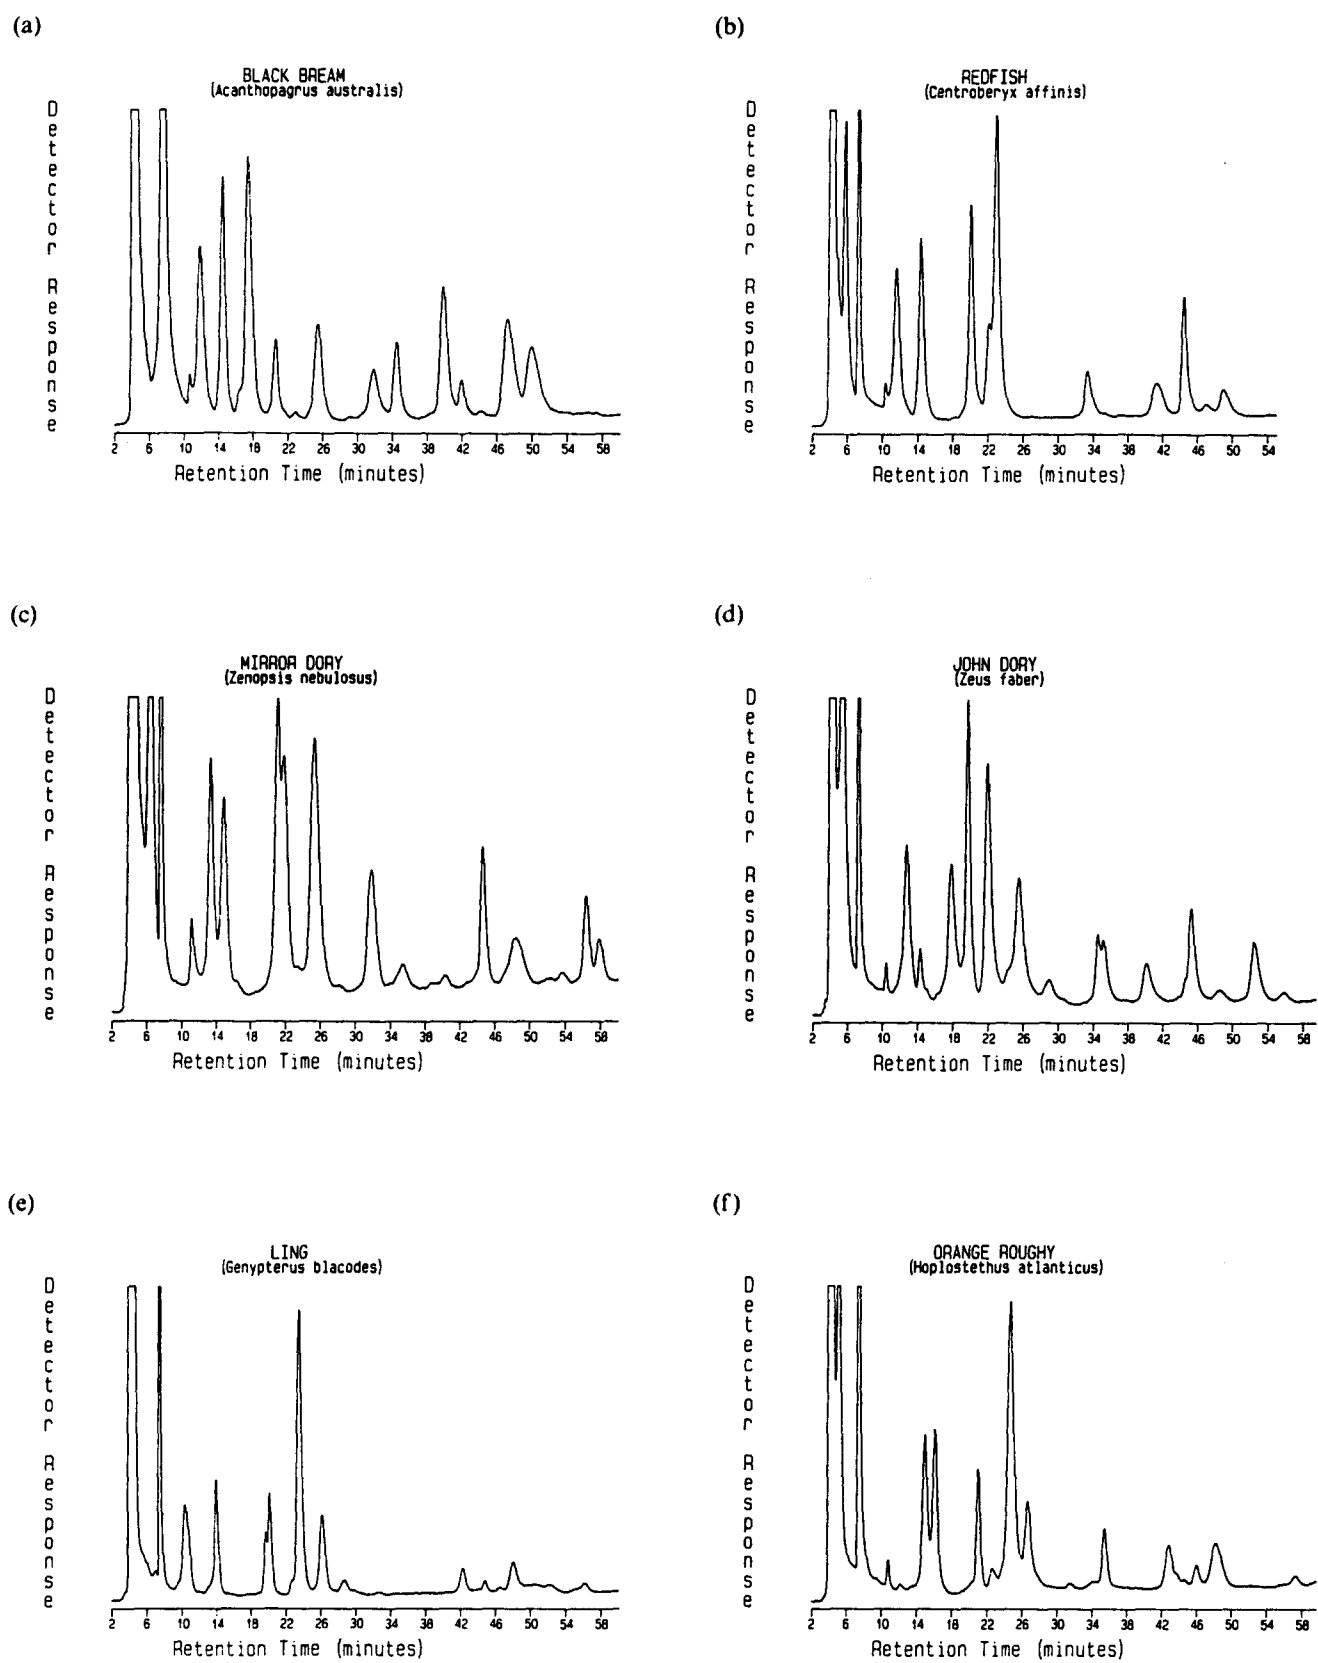 (a)
BLACK BREAM
(Acanthopagrus australis)
Detector Response
2 6 10 14 18 22 26 30 34 38 42 46 50 54 58
Retention Time (minutes)
(b)
REDFISH
(Centroberyx affinis)
Detector Response
2 6 10 14 18 22 26 30 34 38 42 46 50 54
Retention Time (minutes)
(c)
MIRROR DORY
(Zenopsis nebulosus)
Detector Response
2 6 10 14 18 22 26 30 34 38 42 46 50 54 58
Retention Time (minutes)
(d)
JOHN DORY
(Zeus faber)
Detector Response
2 6 10 14 18 22 26 30 34 38 42 46 50 54 58
Retention Time (minutes)
(e)
LING
(Genypterus blacodes)
Detector Response
2 6 10 14 18 22 26 30 34 38 42 46 50 54 58
Retention Time (minutes)
(f)
ORANGE ROUGHY
(Hoplostethus atlanticus)
Detector Response
2 6 10 14 18 22 26 30 34 38 42 46 50 54 58
Retention Time (minutes)